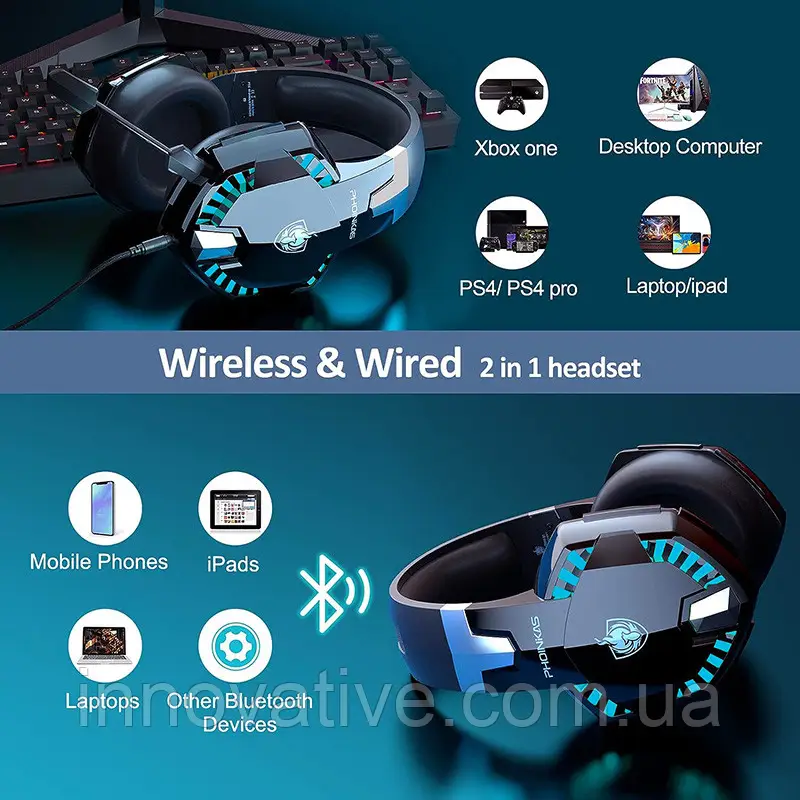 FORTNITE
Xbox one
Desktop Computer
PHOINIKAS
PS4/ PS4 pro
Laptop/ipad
Wireless & Wired 2 in 1 headset
Mobile Phones
iPads
PHOINIKAS
Laptops
Other Bluetooth
Devices
innovative.com.ua